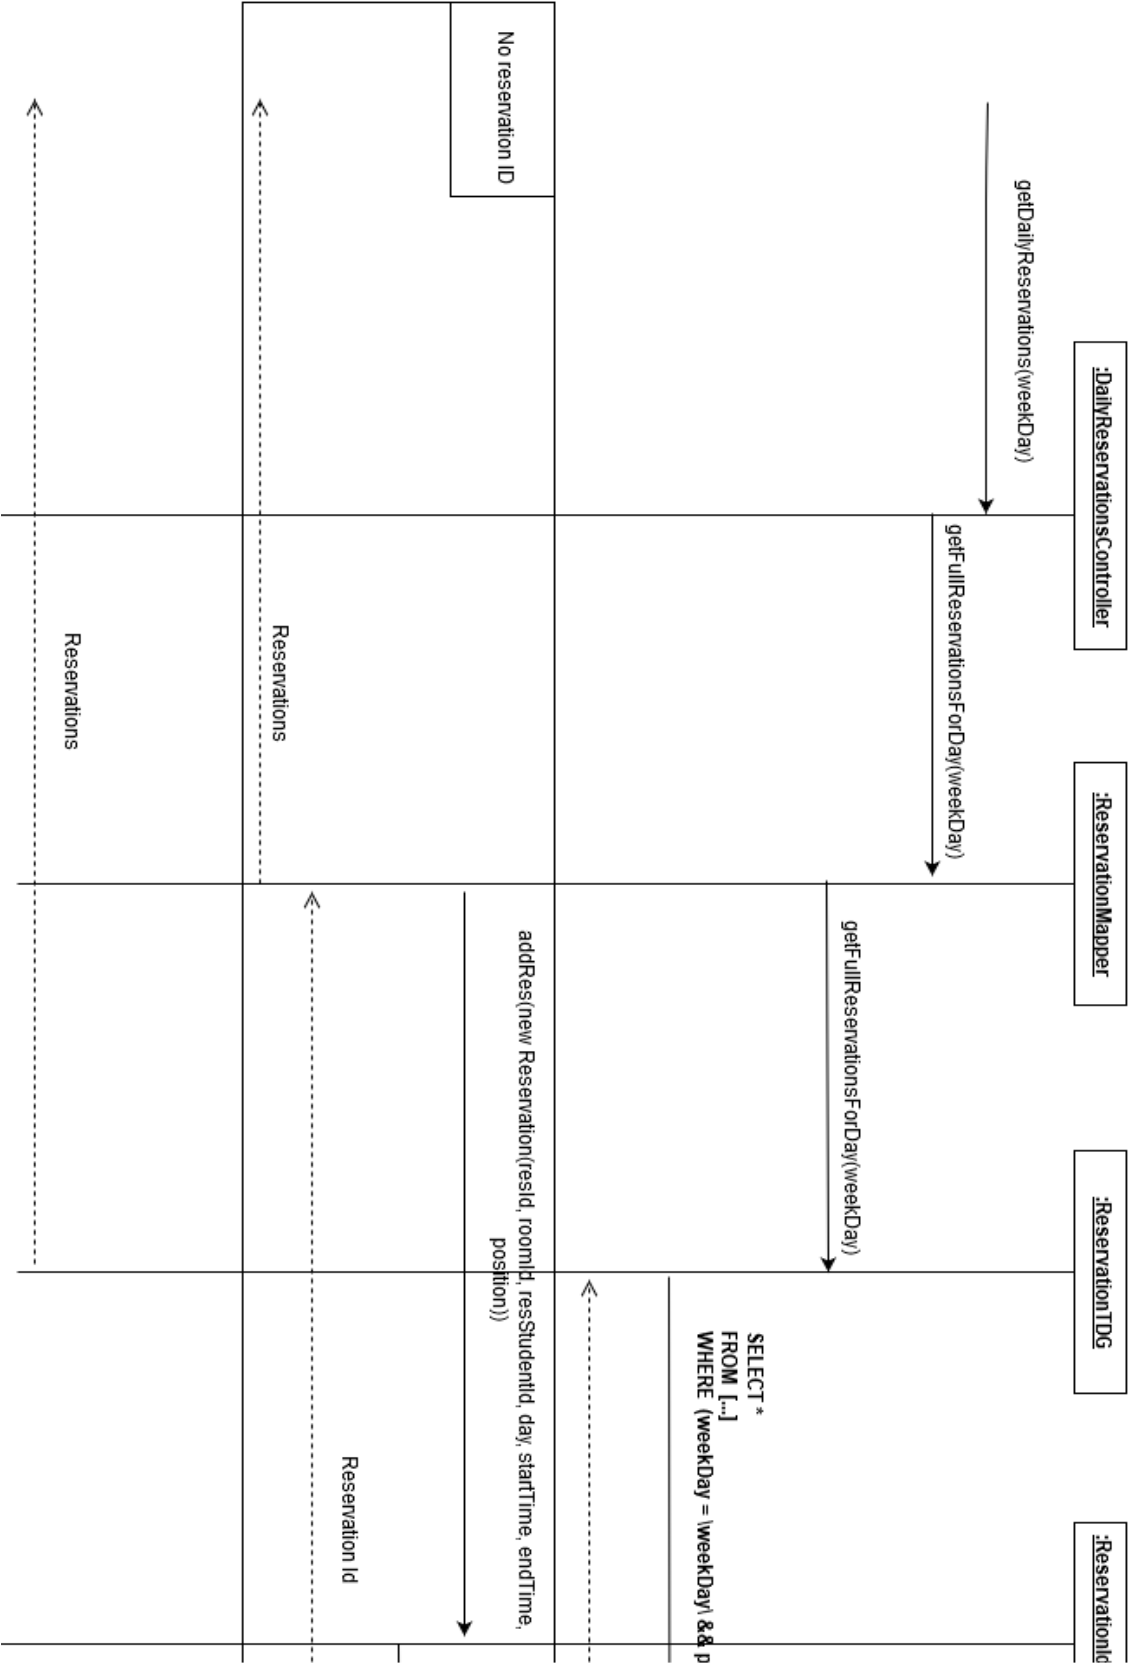 :DailyReservationsController
:ReservationMapper
:ReservationTDG
:ReservationId
getDailyReservations(weekDay)
getFullReservationsForDay(weekDay)
getFullReservationsForDay(weekDay)
SELECT *
FROM [...]
WHERE (weekDay = \weekDay\ && p
No reservation ID
addRes(new Reservation(resId, roomId, resStudentId, day, startTime, endTime,
position))
Reservation Id
Reservations
Reservations